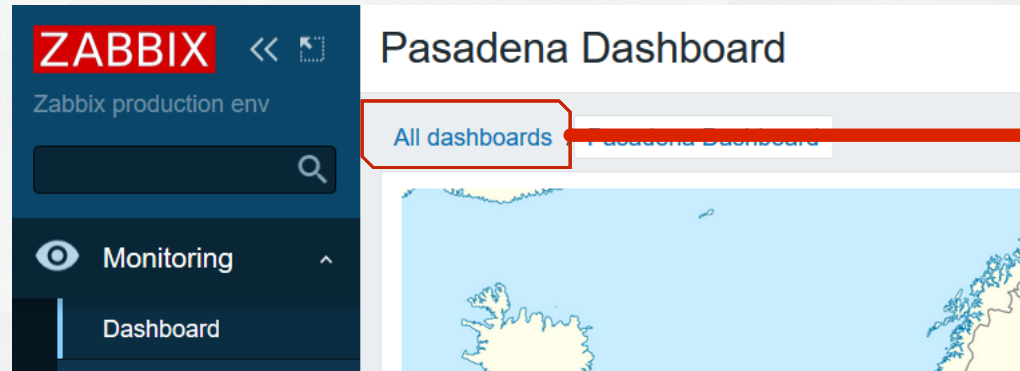 ZABBIX
Zabbix production env
Pasadena Dashboard
All dashboards / Pasadena Dashboard
Monitoring
Dashboard